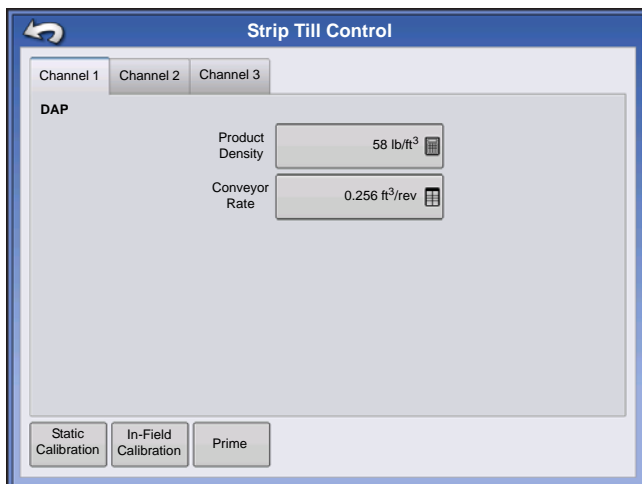 Strip Till Control
Channel 1
Channel 2
Channel 3
DAP
Product
Density
58 lb/ft³
Conveyor
Rate
0.256 ft³/rev
Static
Calibration
In-Field
Calibration
Prime